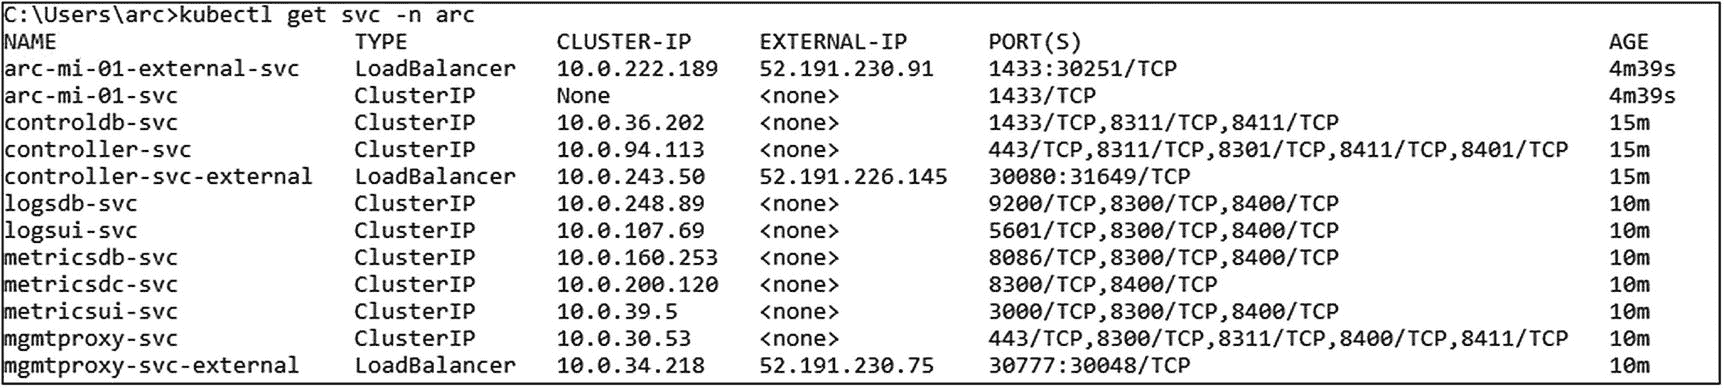 C:\Users\arc>kubectl get svc -n arc
NAME                     TYPE           CLUSTER-IP     EXTERNAL-IP     PORT(S)                                      AGE
arc-mi-01-external-svc   LoadBalancer   10.0.222.189   52.191.230.91   1433:30251/TCP                               4m39s
arc-mi-01-svc            ClusterIP      None           <none>          1433/TCP                                     4m39s
controldb-svc            ClusterIP      10.0.36.202    <none>          1433/TCP,8311/TCP,8411/TCP                   15m
controller-svc           ClusterIP      10.0.94.113    <none>          443/TCP,8311/TCP,8301/TCP,8411/TCP,8401/TCP   15m
controller-svc-external  LoadBalancer   10.0.243.50    52.191.226.145  30080:31649/TCP                              15m
logsdb-svc               ClusterIP      10.0.248.89    <none>          9200/TCP,8300/TCP,8400/TCP                   10m
logsui-svc               ClusterIP      10.0.107.69    <none>          5601/TCP,8300/TCP,8400/TCP                   10m
metricsdb-svc            ClusterIP      10.0.160.253   <none>          8086/TCP,8300/TCP,8400/TCP                   10m
metricsdc-svc            ClusterIP      10.0.200.120   <none>          8300/TCP,8400/TCP                            10m
metricsui-svc            ClusterIP      10.0.39.5      <none>          3000/TCP,8300/TCP,8400/TCP                   10m
mgmtproxy-svc            ClusterIP      10.0.30.53     <none>          443/TCP,8300/TCP,8311/TCP,8400/TCP,8411/TCP   10m
mgmtproxy-svc-external   LoadBalancer   10.0.34.218    52.191.230.75   30777:30048/TCP                              10m